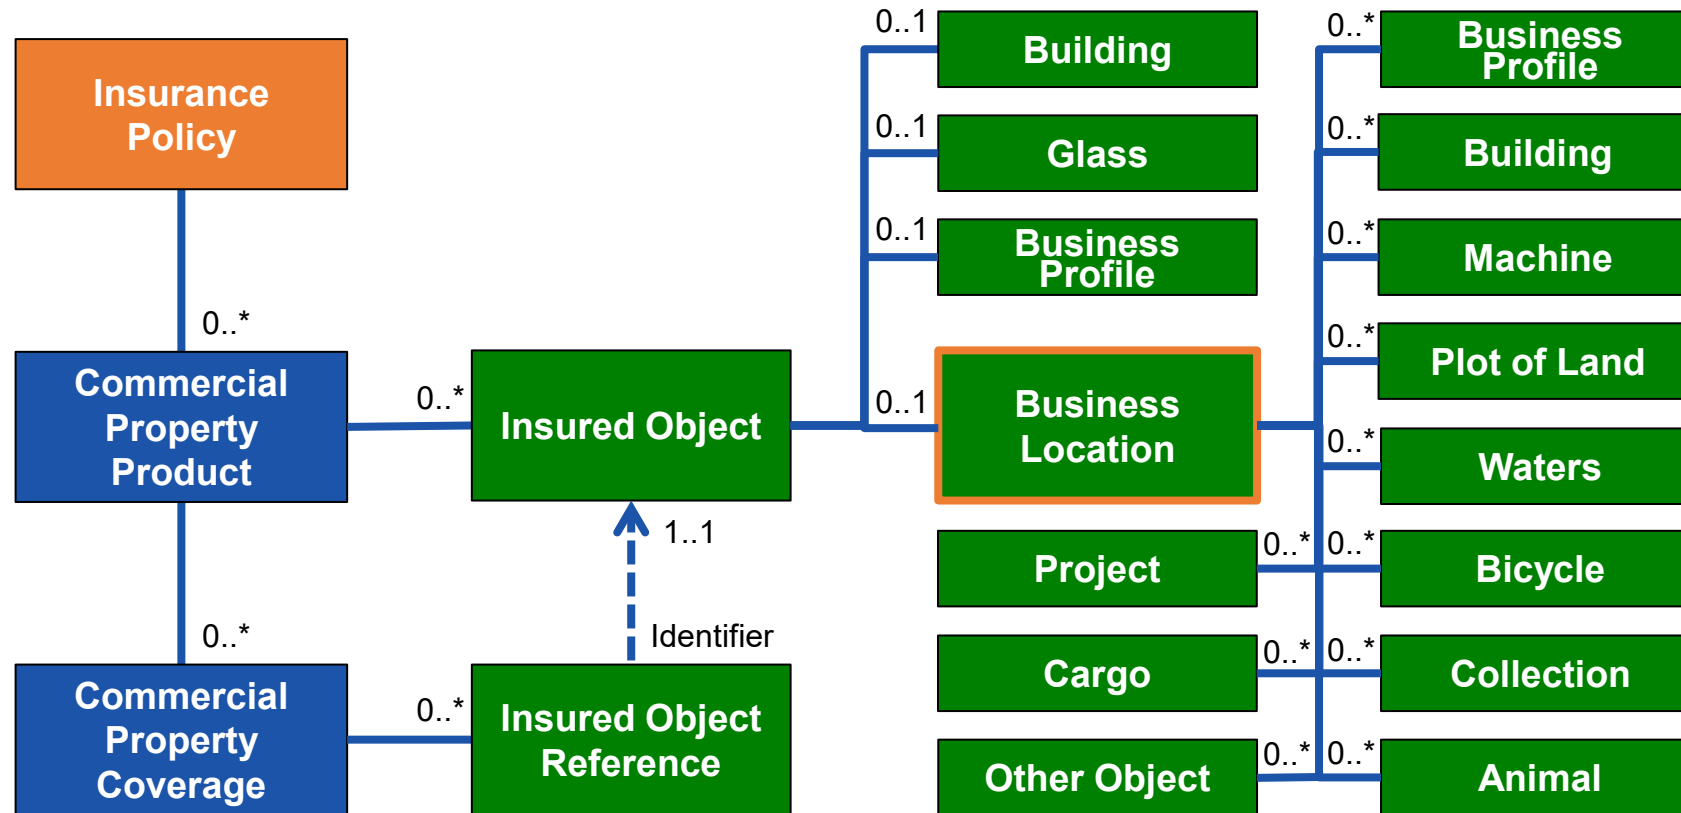 Insurance
Policy
0..*
Commercial
Property
Product
0..*
Insured Object
0..*
Commercial
Property
Coverage
0..*
Insured Object
Reference
1..1
Identifier
0..1
Building
0..1
Glass
0..1
Business
Profile
0..1
Business
Location
0..*
Business
Profile
0..*
Building
0..*
Machine
0..*
Plot of Land
0..*
Waters
Project
0..*
0..*
Bicycle
Cargo
0..*
0..*
Collection
Other Object
0..*
0..*
Animal